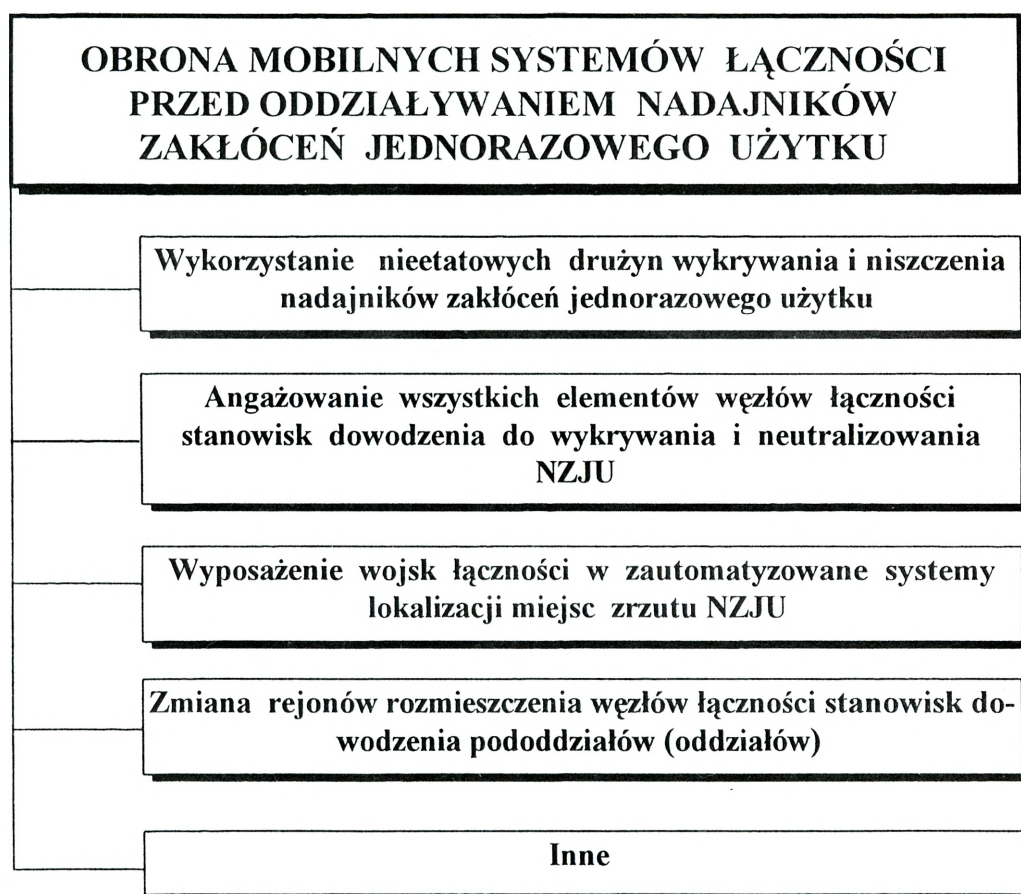 OBRONA MOBILNYCH SYSTEMÓW ŁĄCZNOŚCI
PRZED ODDZIAŁYWANIEM NADAJNIKÓW
ZAKŁÓCEŃ JEDNORAZOWEGO UŻYTKU
Wykorzystanie nieetatowych drużyn wykrywania i niszczenia
nadajników zakłóceń jednorazowego użytku
Angażowanie wszystkich elementów węzłów łączności
stanowisk dowodzenia do wykrywania i neutralizowania
NZJU
Wyposażenie wojsk łączności w zautomatyzowane systemy
lokalizacji miejsc zrzutu NZJU
Zmiana rejonów rozmieszczenia węzłów łączności stanowisk do-
wodzenia pododdziałów (oddziałów)
Inne